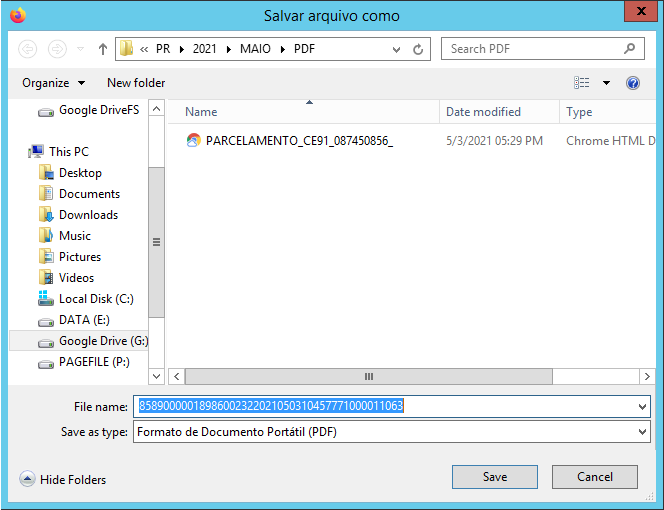 Salvar arquivo como
x
« PR 2021 MAIO PDF
Search PDF
Organize
New folder
?
Google DriveFS
This PC
Desktop
Documents
Downloads
Music
Pictures
Videos
Local Disk (C:)
DATA (E:)
Google Drive (G:)
PAGEFILE (P:)
Name Date modified Type
PARCELAMENTO_CE91_087450856_ 5/3/2021 05:29 PM Chrome HTML D
File name: 85890000018986002322021050310457771000011063
Save as type: Formato de Documento Portátil (PDF)
Hide Folders
Save
Cancel